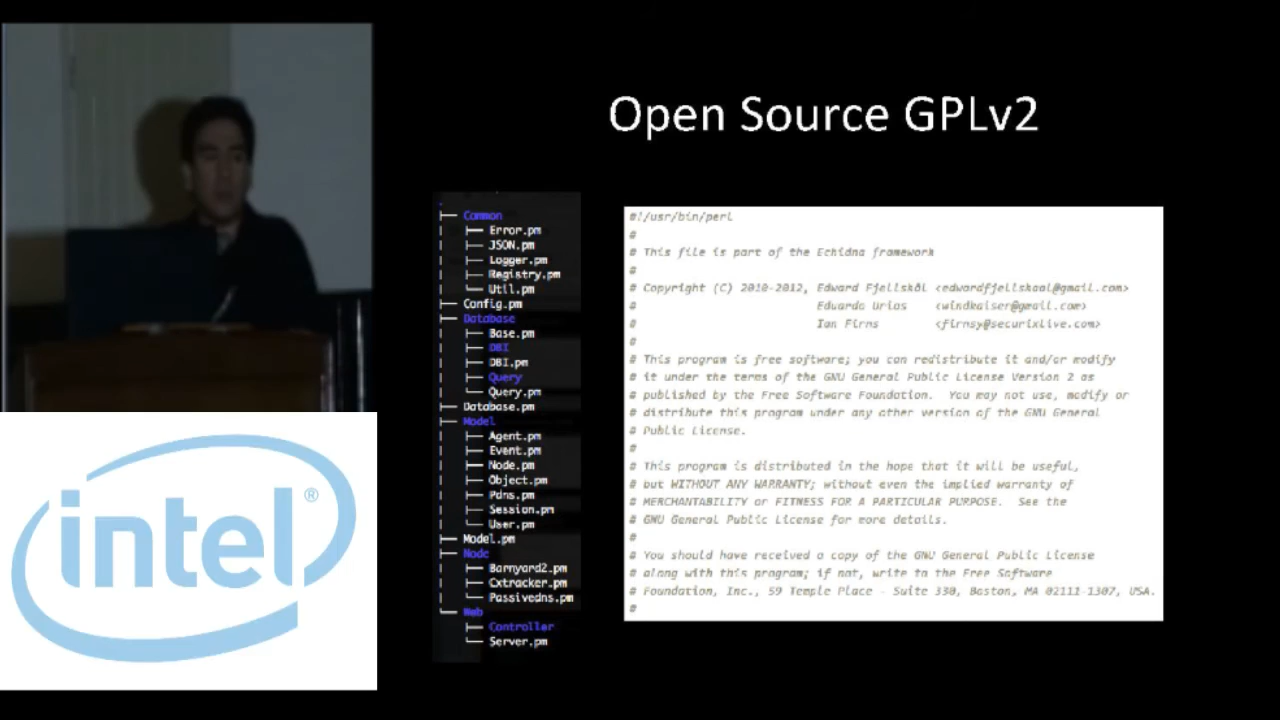 Open Source GPLv2
.
├── Common
│ ├── Error.pm
│ ├── JSON.pm
│ ├── Logger.pm
│ ├── Registry.pm
│ └── Util.pm
├── Config.pm
├── Database
│ ├── Base.pm
│ ├── DBI
│ ├── DBI.pm
│ ├── Query
│ └── Query.pm
├── Database.pm
├── Model
│ ├── Agent.pm
│ ├── Event.pm
│ ├── Node.pm
│ ├── Object.pm
│ ├── Pdns.pm
│ ├── Session.pm
│ └── User.pm
├── Model.pm
├── Node
│ ├── Barnyard2.pm
│ ├── Cxtracker.pm
│ └── Passivedns.pm
└── Web
├── Controller
└── Server.pm
#!/usr/bin/perl
#
# This file is part of the Echidna framework
#
# Copyright (C) 2010-2012, Edward Fjellskål <edwardfjellskaal@gmail.com>
# Eduardo Urias <windkaiser@gmail.com>
# Ian Firns <firnsy@securixlive.com>
#
# This program is free software; you can redistribute it and/or modify
# it under the terms of the GNU General Public License Version 2 as
# published by the Free Software Foundation. You may not use, modify or
# distribute this program under any other version of the GNU General
# Public License.
#
# This program is distributed in the hope that it will be useful,
# but WITHOUT ANY WARRANTY; without even the implied warranty of
# MERCHANTABILITY or FITNESS FOR A PARTICULAR PURPOSE. See the
# GNU General Public License for more details.
#
# You should have received a copy of the GNU General Public License
# along with this program; if not, write to the Free Software
# Foundation, Inc., 59 Temple Place - Suite 330, Boston, MA 02111-1307, USA.
#
intel®